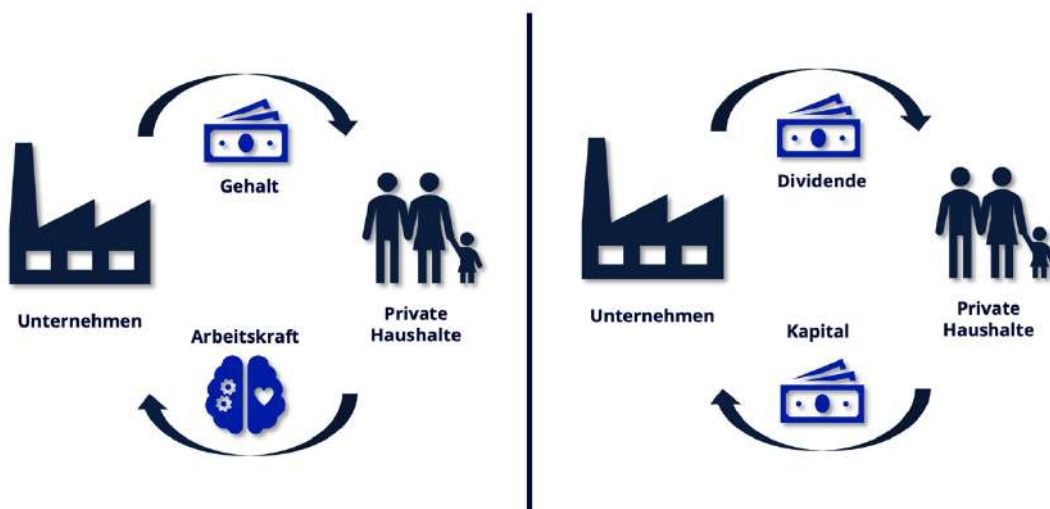 Gehalt
Unternehmen
Private
Haushalte
Arbeitskraft
Dividende
Unternehmen
Private
Haushalte
Kapital